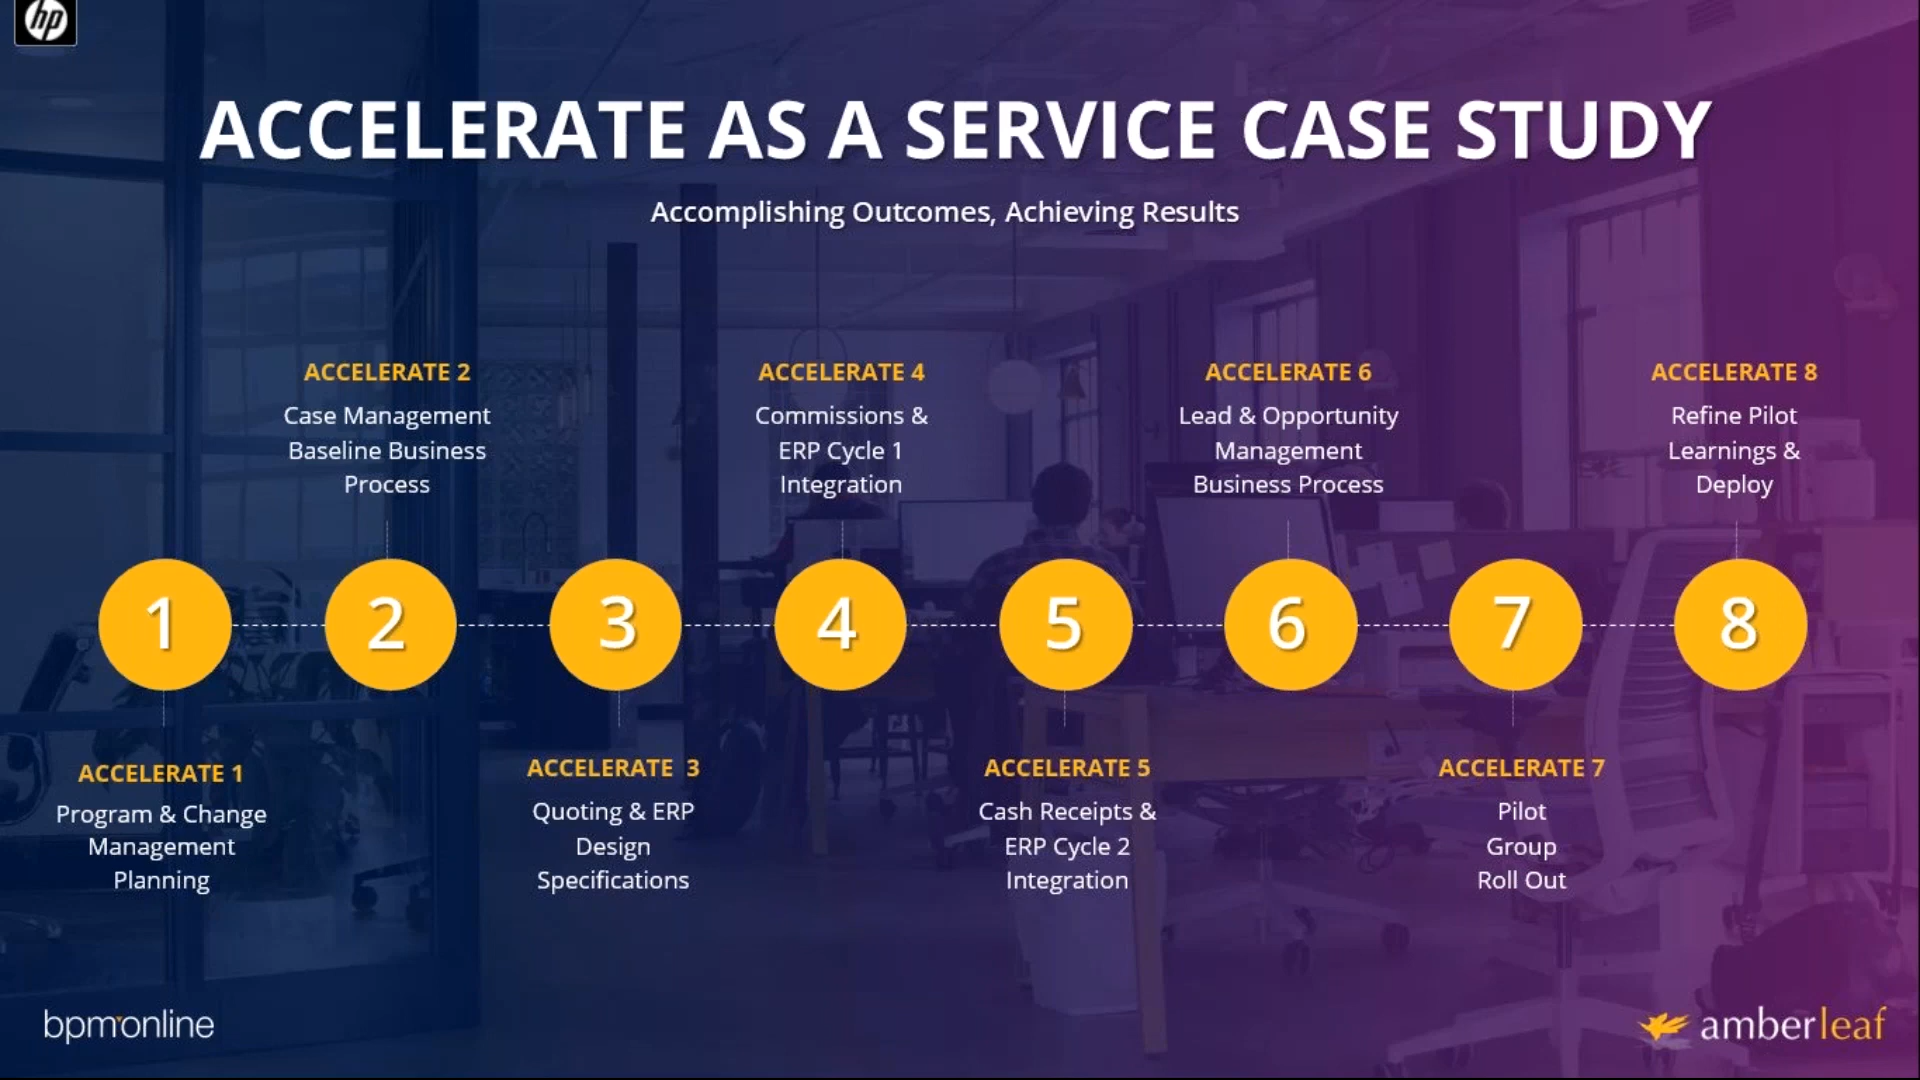 hp
ACCELERATE AS A SERVICE CASE STUDY
Accomplishing Outcomes, Achieving Results
ACCELERATE 2
Case Management
Baseline Business
Process
ACCELERATE 4
Commissions &
ERP Cycle 1
Integration
ACCELERATE 6
Lead & Opportunity
Management
Business Process
ACCELERATE 8
Refine Pilot
Learnings &
Deploy
1
2
3
4
5
6
7
8
ACCELERATE 1
Program & Change
Management
Planning
ACCELERATE 3
Quoting & ERP
Design
Specifications
ACCELERATE 5
Cash Receipts &
ERP Cycle 2
Integration
ACCELERATE 7
Pilot
Group
Roll Out
bpm'online
amberleaf